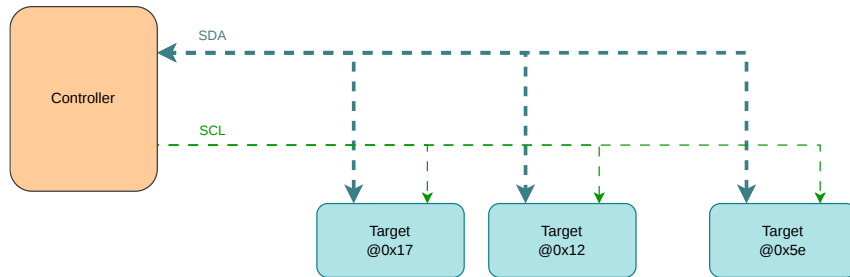 SDA
Controller
SCL
Target
@0x17
Target
@0x12
Target
@0x5e